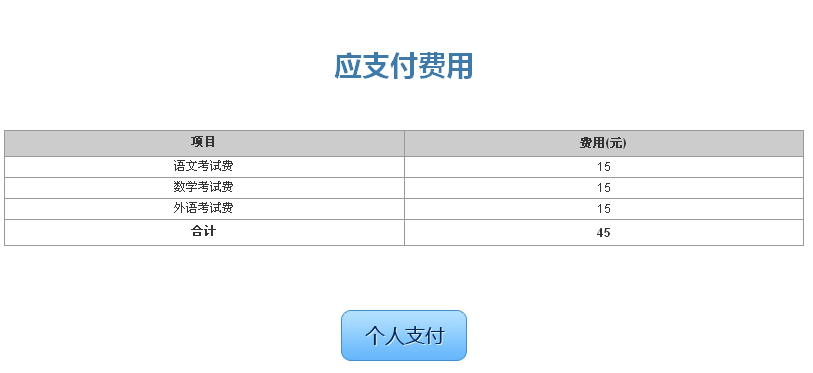 应支付费用
项目 费用(元)
语文考试费 15
数学考试费 15
外语考试费 15
合计 45
个人支付